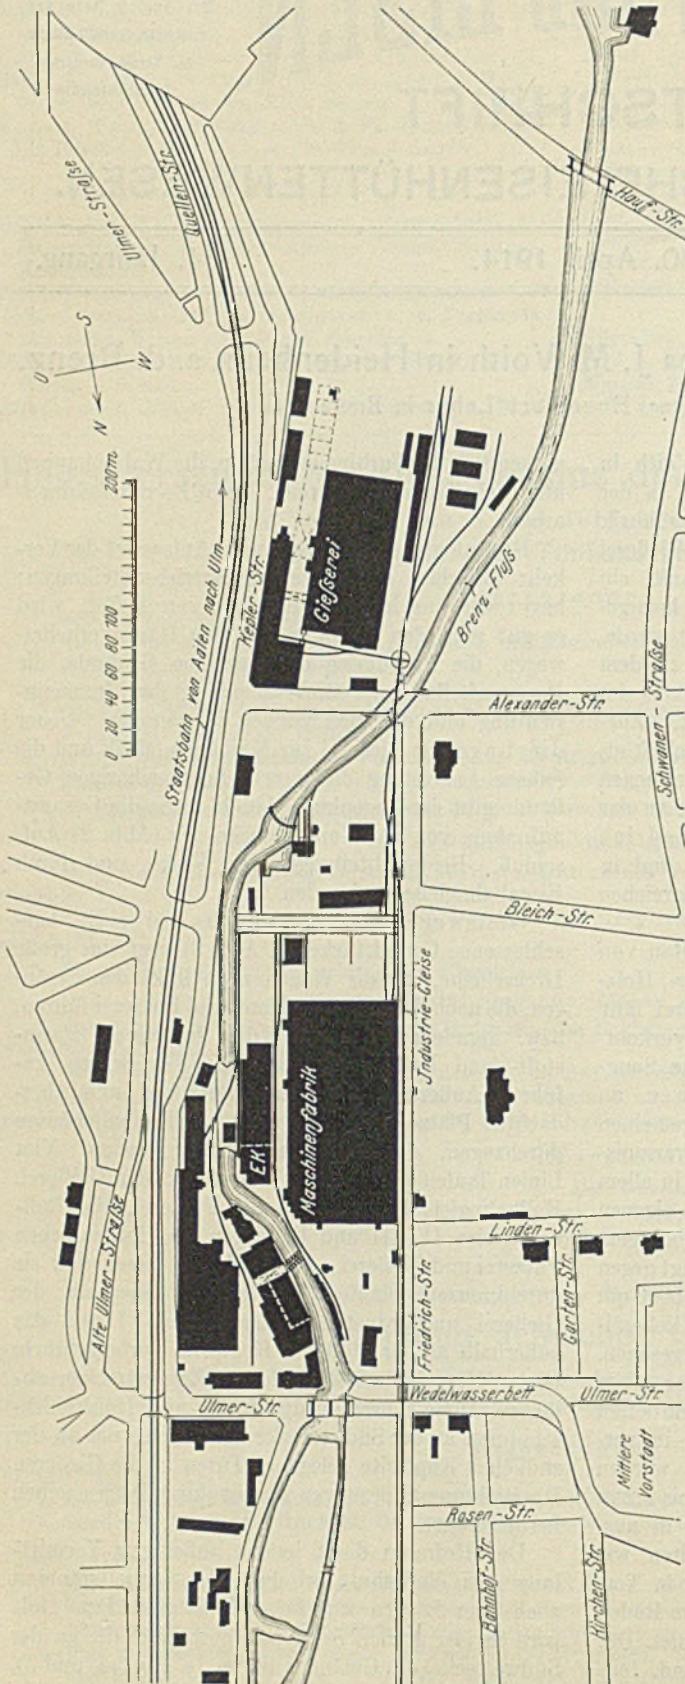 Ulmer-Straße
Quellen-Str.
Hauff-Str.
S
O
W
N
200m
100
80
60
40
20
0
Staatsbahn von Aalen nach Ulm
Kepler-Str.
Gießerei
Brenz-Fluß
Alexander-Str.
Schwanen-Straße
Bleich-Str.
Industrie-Gleise
Maschinenfabrik
EK
Alte Ulmer-Straße
Linden-Str.
Garten-Str.
Friedrich-Str.
Ulmer-Str.
Wedelwasserbett
Ulmer-Str.
Mittlere
Vorstadt
Rosen-Str.
Bahnhof-Str.
Kirchen-Str.